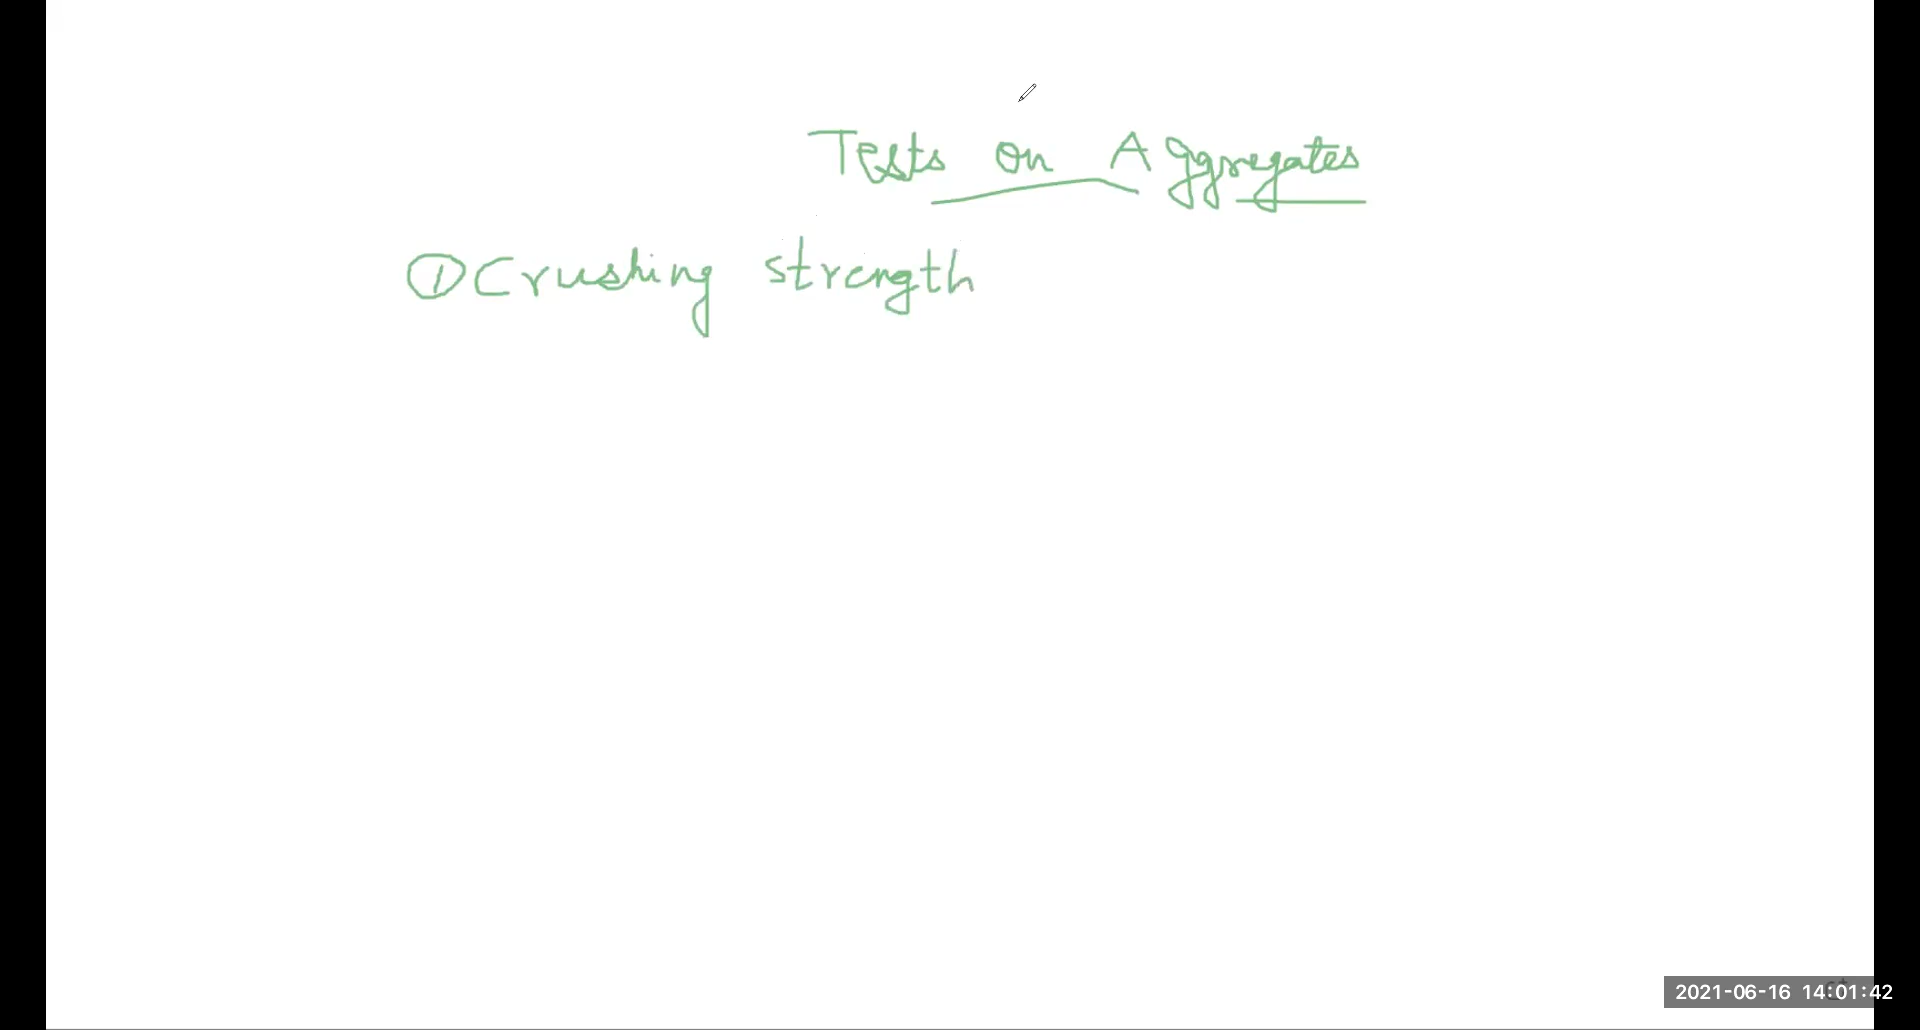 Tests on Aggregates
① Crushing strength
2021-06-16 14:01:42